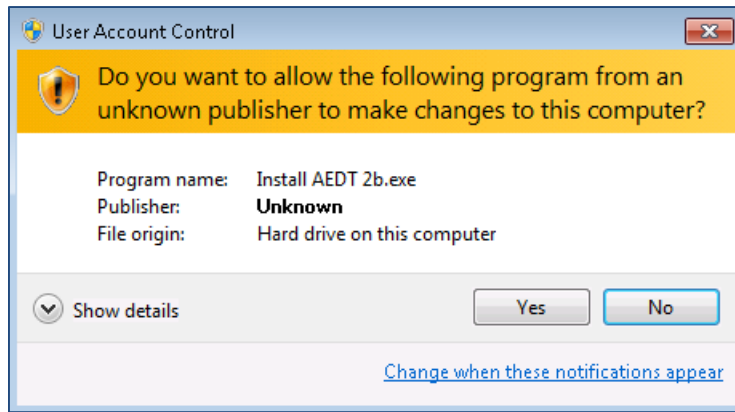 User Account Control
Do you want to allow the following program from an
unknown publisher to make changes to this computer?
Program name: Install AEDT 2b.exe
Publisher: Unknown
File origin: Hard drive on this computer
Show details Yes No
Change when these notifications appear